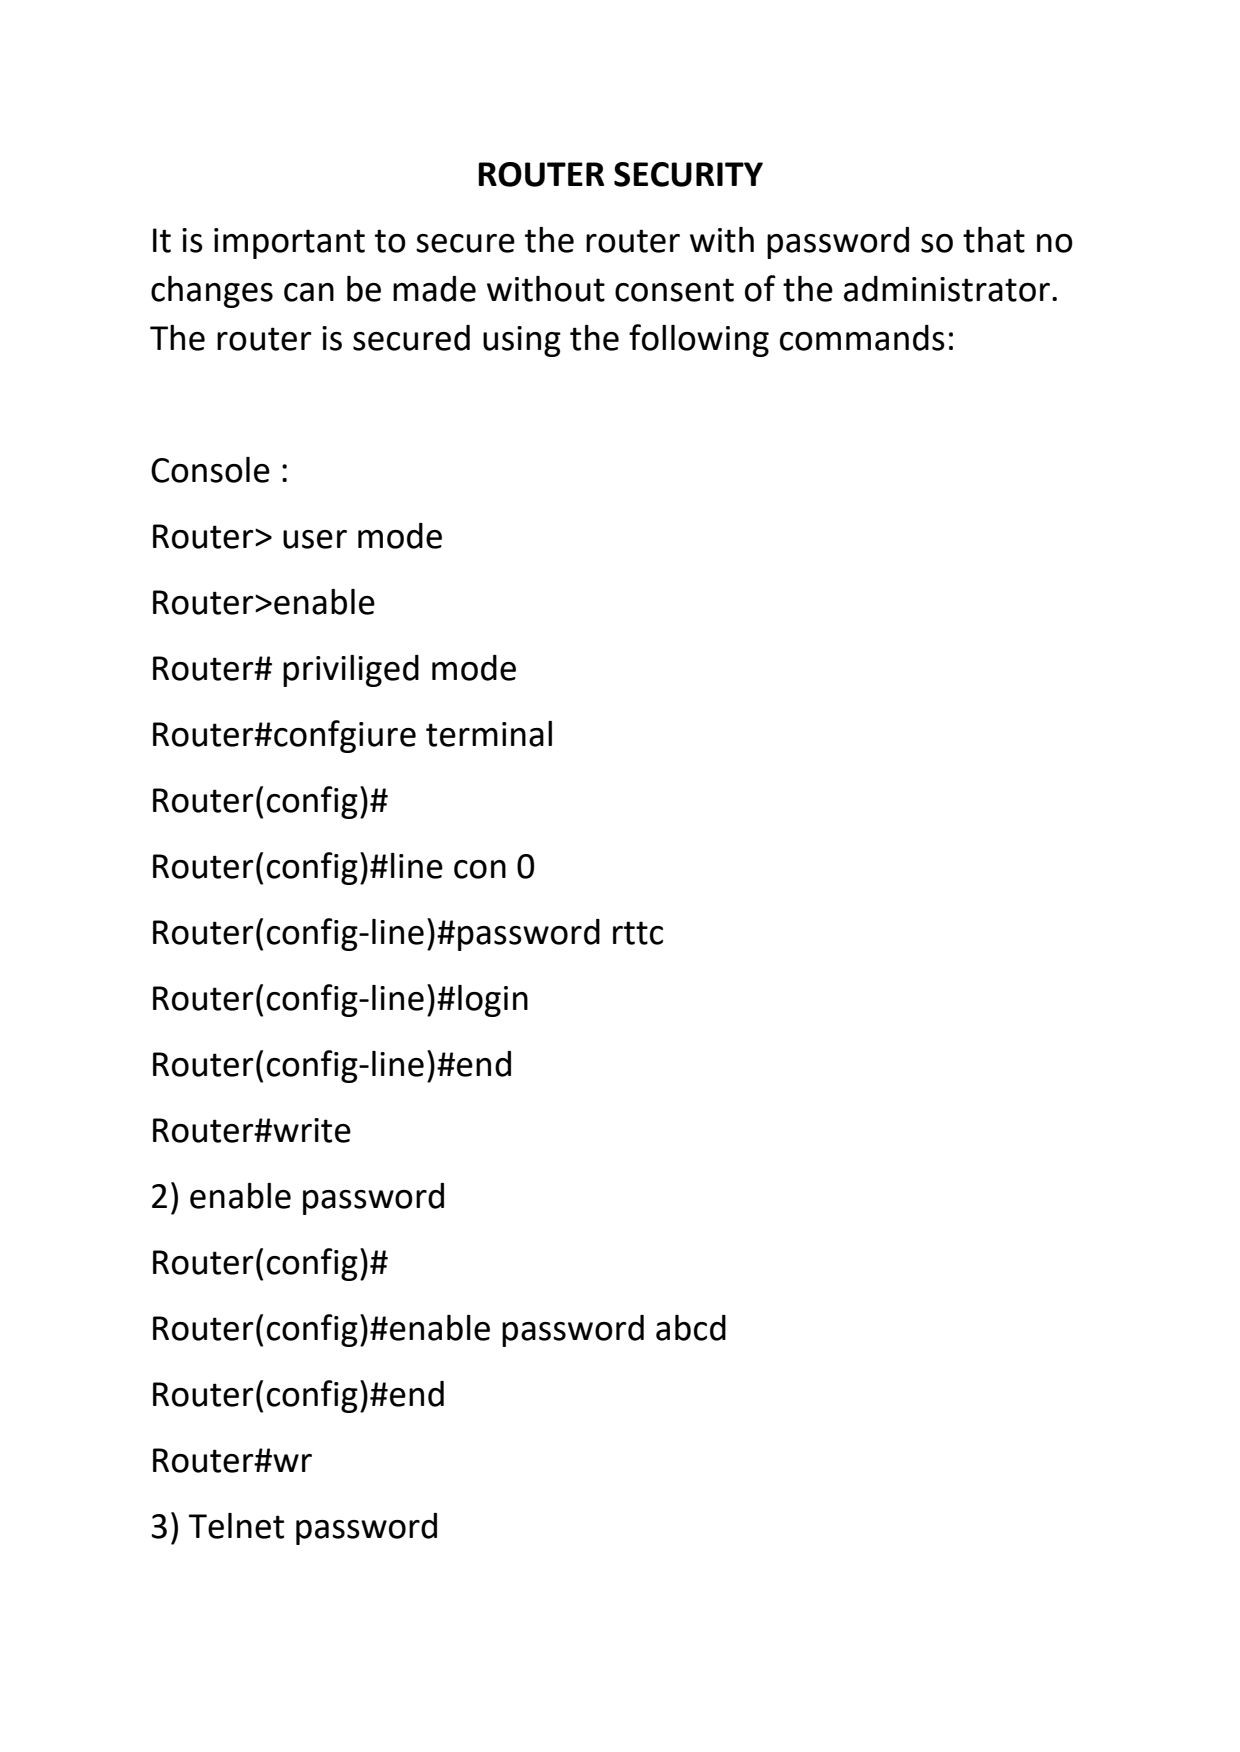 ROUTER SECURITY
It is important to secure the router with password so that no
changes can be made without consent of the administrator.
The router is secured using the following commands:
Console :
Router> user mode
Router>enable
Router# priviliged mode
Router#confgiure terminal
Router(config)#
Router(config)#line con 0
Router(config-line)#password rttc
Router(config-line)#login
Router(config-line)#end
Router#write
2) enable password
Router(config)#
Router(config)#enable password abcd
Router(config)#end
Router#wr
3) Telnet password